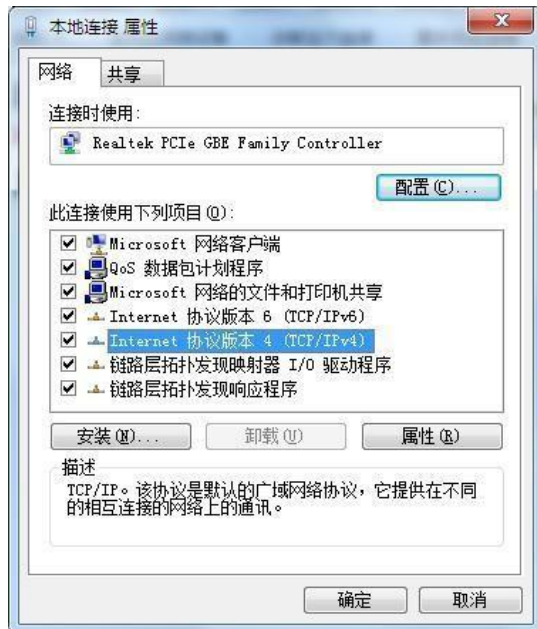 本地连接 属性
网络
共享
连接时使用:
Realtek PCIe GBE Family Controller
配置(C)...
此连接使用下列项目(O):
Microsoft 网络客户端
QoS 数据包计划程序
Microsoft 网络的文件和打印机共享
Internet 协议版本 6 (TCP/IPv6)
Internet 协议版本 4 (TCP/IPv4)
链路层拓扑发现映射器 I/O 驱动程序
链路层拓扑发现响应程序
安装(N)...
卸载(U)
属性(R)
描述
TCP/IP。该协议是默认的广域网络协议，它提供在不同
的相互连接的网络上的通讯。
确定
取消